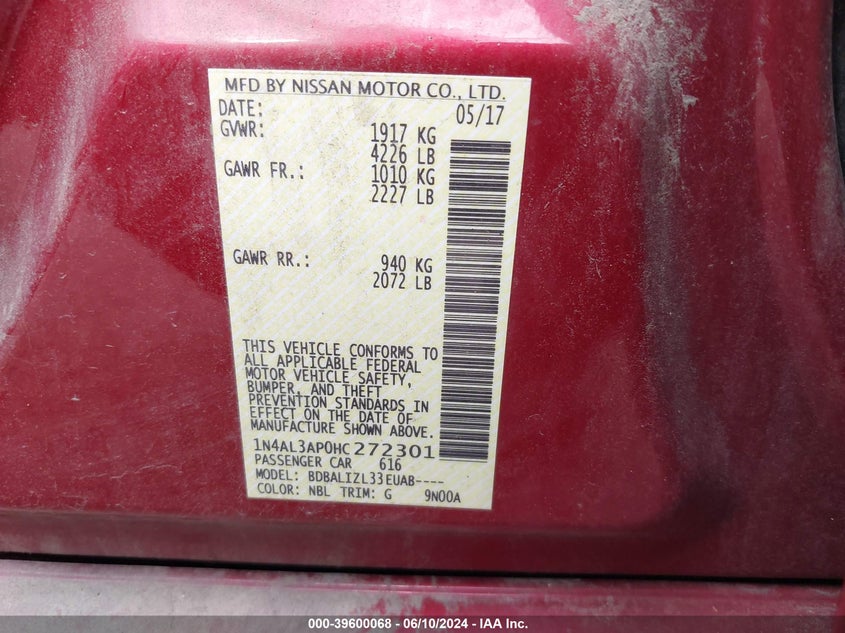 MFD BY NISSAN MOTOR CO., LTD.
DATE: 05/17
GVWR: 1917 KG
4226 LB
GAWR FR.: 1010 KG
2227 LB
GAWR RR.: 940 KG
2072 LB
THIS VEHICLE CONFORMS TO
ALL APPLICABLE FEDERAL
MOTOR VEHICLE SAFETY,
BUMPER, AND THEFT
PREVENTION STANDARDS IN
EFFECT ON THE DATE OF
MANUFACTURE SHOWN ABOVE.
1N4AL3AP0HC272301
PASSENGER CAR 616
MODEL: BDBALIZL33EUAB----
COLOR: NBL TRIM: G 9N00A
000-39600068 - 06/10/2024 - IAA Inc.